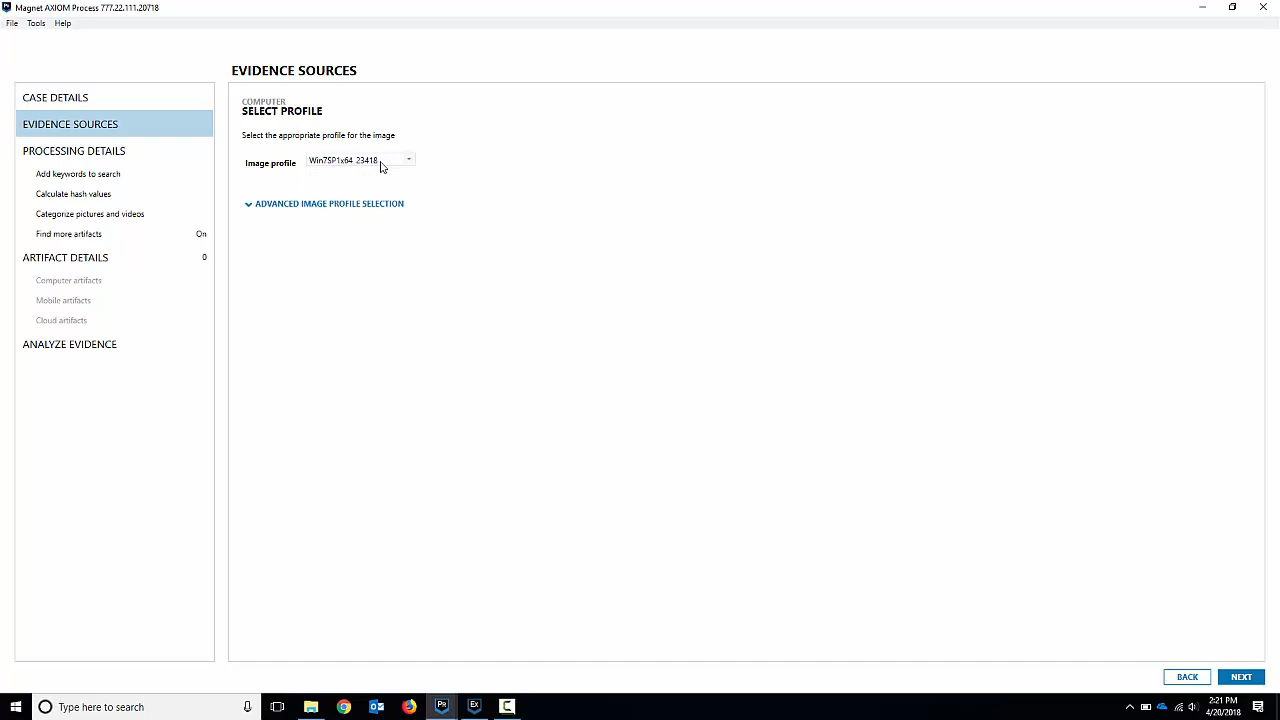 Magnet AXIOM Process 777.22.111.20718
File Tools Help
EVIDENCE SOURCES
CASE DETAILS
EVIDENCE SOURCES
PROCESSING DETAILS
Add keywords to search
Calculate hash values
Categorize pictures and videos
Find more artifacts On
ARTIFACT DETAILS 0
Computer artifacts
Mobile artifacts
Cloud artifacts
ANALYZE EVIDENCE
COMPUTER
SELECT PROFILE
Select the appropriate profile for the image
Image profile Win7SP1x64_23418
ADVANCED IMAGE PROFILE SELECTION
BACK NEXT
Type here to search
Pr
EX
2:21 PM
4/20/2018